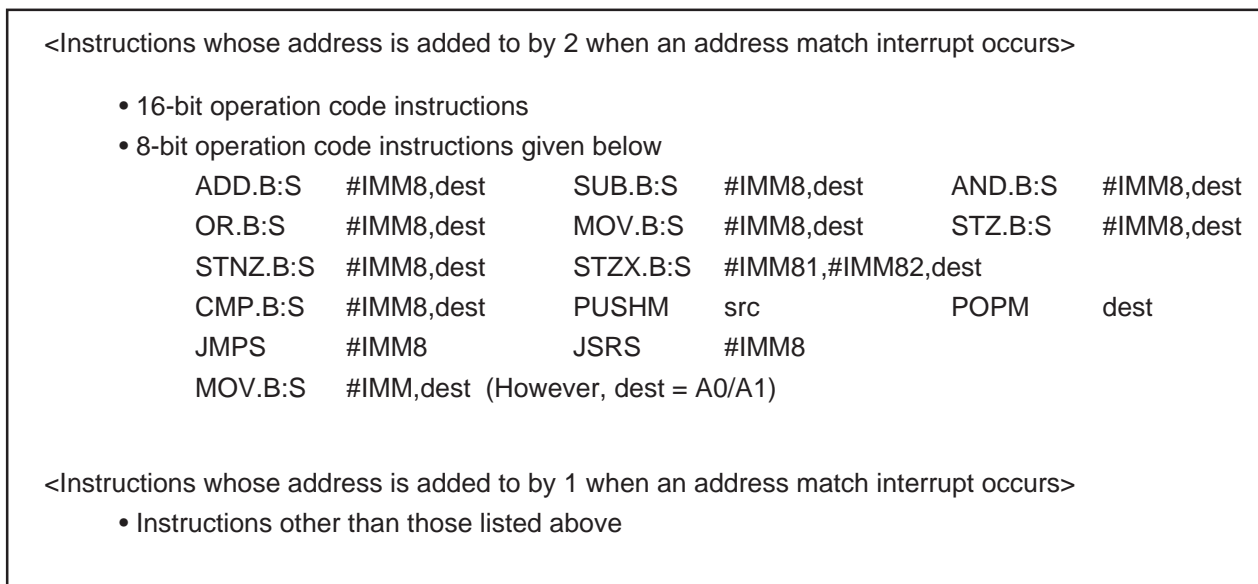 <Instructions whose address is added to by 2 when an address match interrupt occurs>
• 16-bit operation code instructions
• 8-bit operation code instructions given below
ADD.B:S #IMM8,dest SUB.B:S #IMM8,dest AND.B:S #IMM8,dest
OR.B:S #IMM8,dest MOV.B:S #IMM8,dest STZ.B:S #IMM8,dest
STNZ.B:S #IMM8,dest STZX.B:S #IMM81,#IMM82,dest
CMP.B:S #IMM8,dest PUSHM src POPM dest
JMPS #IMM8 JSRS #IMM8
MOV.B:S #IMM,dest (However, dest = A0/A1)
<Instructions whose address is added to by 1 when an address match interrupt occurs>
• Instructions other than those listed above